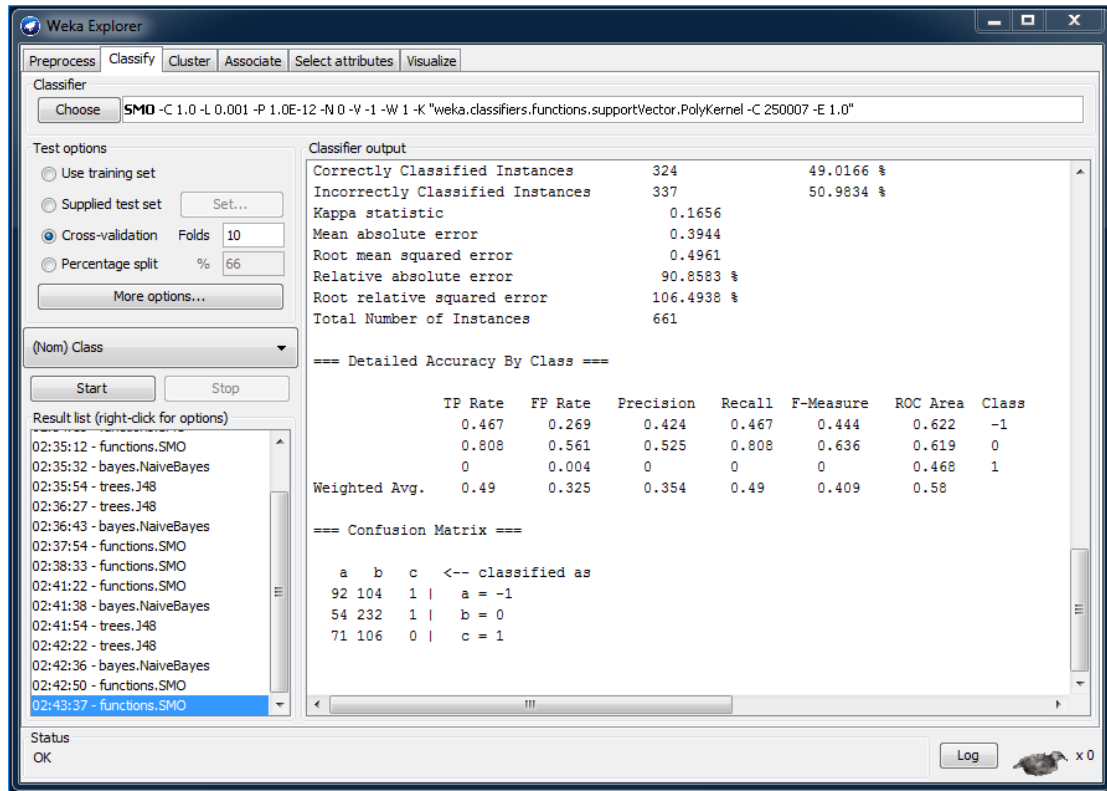 Weka Explorer
Preprocess Classify Cluster Associate Select attributes Visualize
Classifier
Choose SMO -C 1.0 -L 0.001 -P 1.0E-12 -N 0 -V -1 -W 1 -K "weka.classifiers.functions.supportVector.PolyKernel -C 250007 -E 1.0"
Test options
Use training set
Supplied test set Set...
Cross-validation Folds 10
Percentage split % 66
More options...
(Nom) Class
Start Stop
Result list (right-click for options)
02:35:12 - functions.SMO
02:35:32 - bayes.NaiveBayes
02:35:54 - trees.J48
02:36:27 - trees.J48
02:36:43 - bayes.NaiveBayes
02:37:54 - functions.SMO
02:38:33 - functions.SMO
02:41:22 - functions.SMO
02:41:38 - bayes.NaiveBayes
02:41:54 - trees.J48
02:42:22 - trees.J48
02:42:36 - bayes.NaiveBayes
02:42:50 - functions.SMO
02:43:37 - functions.SMO
Classifier output
Correctly Classified Instances 324 49.0166 %
Incorrectly Classified Instances 337 50.9834 %
Kappa statistic 0.1656
Mean absolute error 0.3944
Root mean squared error 0.4961
Relative absolute error 90.8583 %
Root relative squared error 106.4938 %
Total Number of Instances 661
=== Detailed Accuracy By Class ===
TP Rate FP Rate Precision Recall F-Measure ROC Area Class
0.467 0.269 0.424 0.467 0.444 0.622 -1
0.808 0.561 0.525 0.808 0.636 0.619 0
0 0.004 0 0 0 0.468 1
Weighted Avg. 0.49 0.325 0.354 0.49 0.409 0.58
=== Confusion Matrix ===
a b c <-- classified as
92 104 1 | a = -1
54 232 1 | b = 0
71 106 0 | c = 1
Status
OK
Log x 0